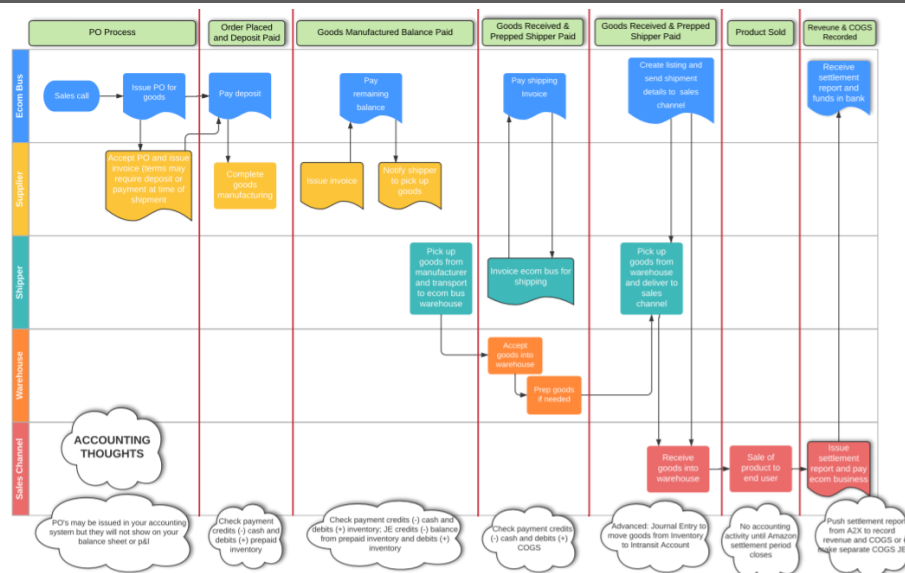 PO Process
Order Placed
and Deposit Paid
Goods Manufactured Balance Paid
Goods Received &
Prepped Shipper Paid
Goods Received & Prepped
Shipper Paid
Product Sold
Reveune & COGS
Recorded
Ecom Bus
Sales call
Issue PO for
goods
Pay deposit
Pay
remaining
balance
Pay shipping
Invoice
Create listing and
send shipment
details to sales
channel
Receive
settlement
report and
funds in bank
Supplier
Accept PO and issue
invoice (terms may
require deposit or
payment at time of
shipment
Complete
goods
manufacturing
Issue invoice
Notify shipper
to pick up
goods
Shipper
Pick up
goods from
manufacturer
and transport
to ecom bus
warehouse
Invoice ecom bus for
shipping
Pick up
goods from
warehouse
and deliver to
sales
channel
Warehouse
Accept
goods into
warehouse
Prep goods
if needed
Sales Channel
Receive
goods into
warehouse
Sale of
product to
end user
Issue
settlement
report and pay
ecom business
ACCOUNTING
THOUGHTS
PO's may be issued in your accounting
system but they will not show on your
balance sheet or p&l
Check payment
credits (-) cash and
debits (+) prepaid
inventory
Check payment credits (-) cash and
debits (+) inventory; JE credits (-) balance
from prepaid inventory and debits (+)
inventory
Check payment credits
(-) cash and debits (+)
COGS
Advanced: Journal Entry to
move goods from Inventory to
Intransit Account
No accounting
activity until Amazon
settlement period
closes
Push settlement report
from A2X to record
revenue and COGS or
make separate COGS JE